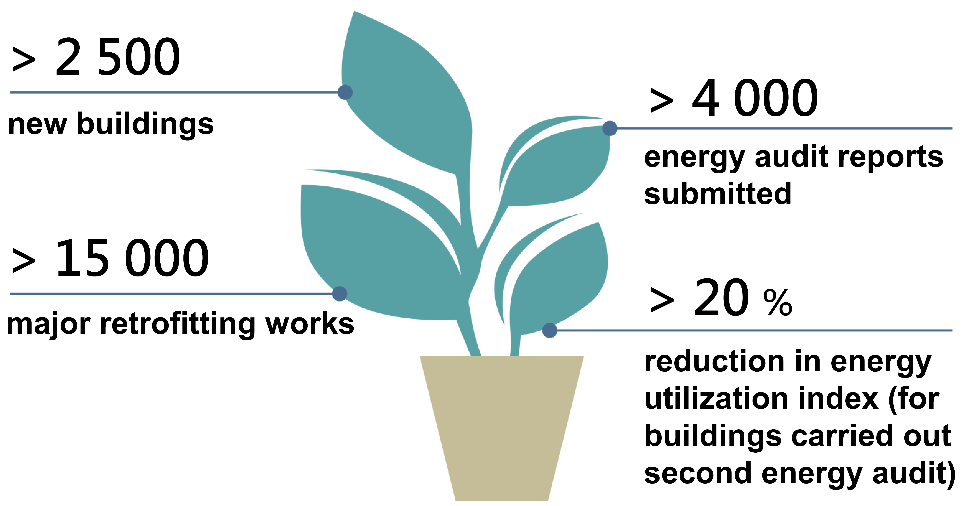 > 2 500
new buildings
> 15 000
major retrofitting works
> 4 000
energy audit reports
submitted
> 20 %
reduction in energy
utilization index (for
buildings carried out
second energy audit)